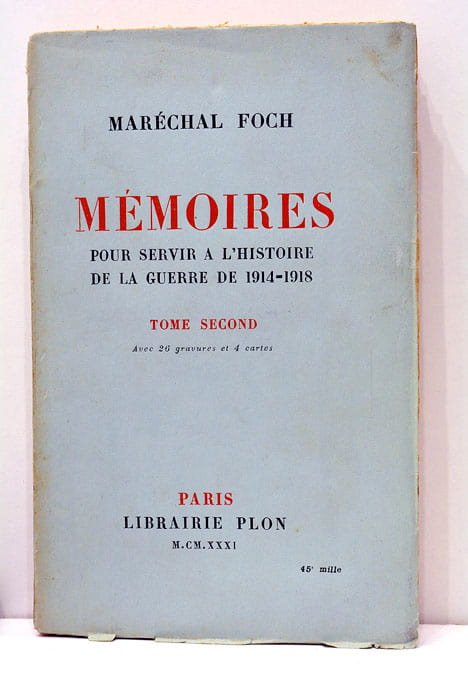 MARÉCHAL FOCH
MÉMOIRES
POUR SERVIR A L'HISTOIRE
DE LA GUERRE DE 1914-1918
TOME SECOND
Avec 26 gravures et 4 cartes
PARIS
LIBRAIRIE PLON
M.CM.XXXI
45e mille